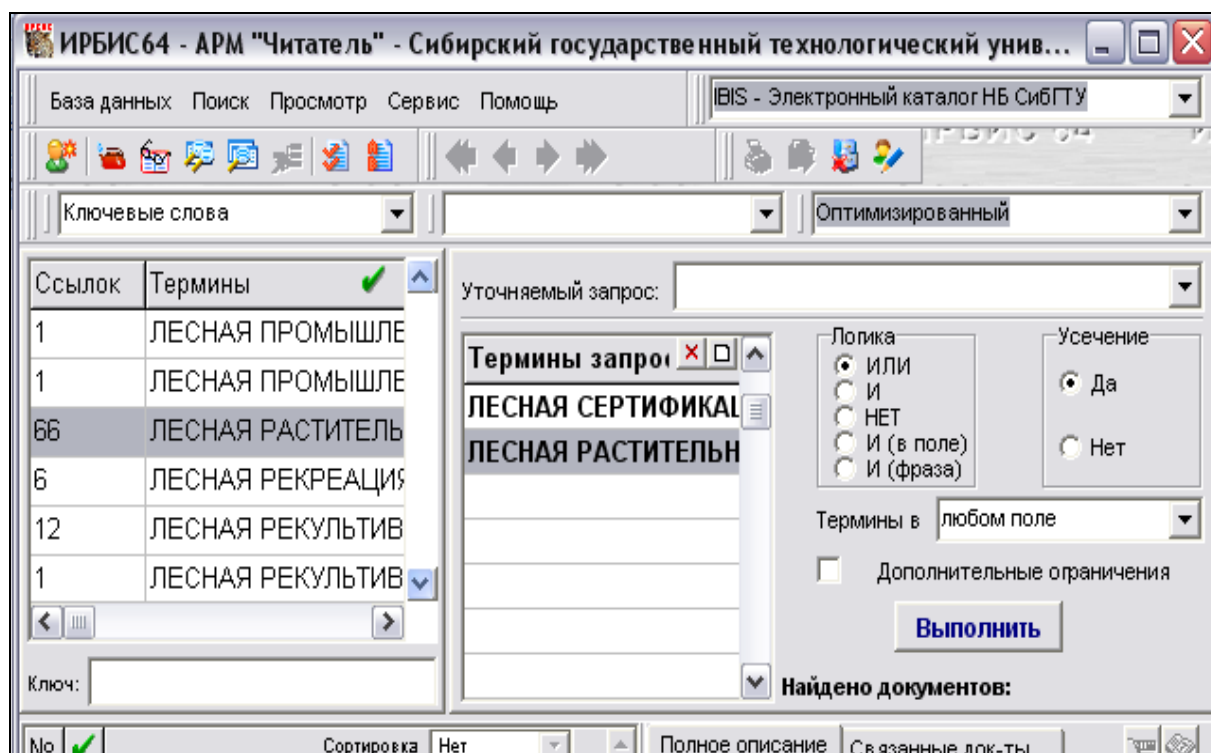 ИРБИС64 - АРМ "Читатель" - Сибирский государственный технологический унив...
База данных Поиск Просмотр Сервис Помощь
IBIS - Электронный каталог НБ СибГТУ
Ключевые слова
Оптимизированный
Ссылок Термины
1 ЛЕСНАЯ ПРОМЫШЛЕ
1 ЛЕСНАЯ ПРОМЫШЛЕ
66 ЛЕСНАЯ РАСТИТЕЛЬ
6 ЛЕСНАЯ РЕКРЕАЦИЯ
12 ЛЕСНАЯ РЕКУЛЬТИВ
1 ЛЕСНАЯ РЕКУЛЬТИВ
Ключ:
Уточняемый запрос:
Термины запрос
ЛЕСНАЯ СЕРТИФИКАЦ
ЛЕСНАЯ РАСТИТЕЛЬН
Логика
ИЛИ
И
НЕТ
И (в поле)
И (фраза)
Усечение
Да
Нет
Термины в любом поле
Дополнительные ограничения
Выполнить
Найдено документов:
No Сортировка Нет
Полное описание Связанные док-ты